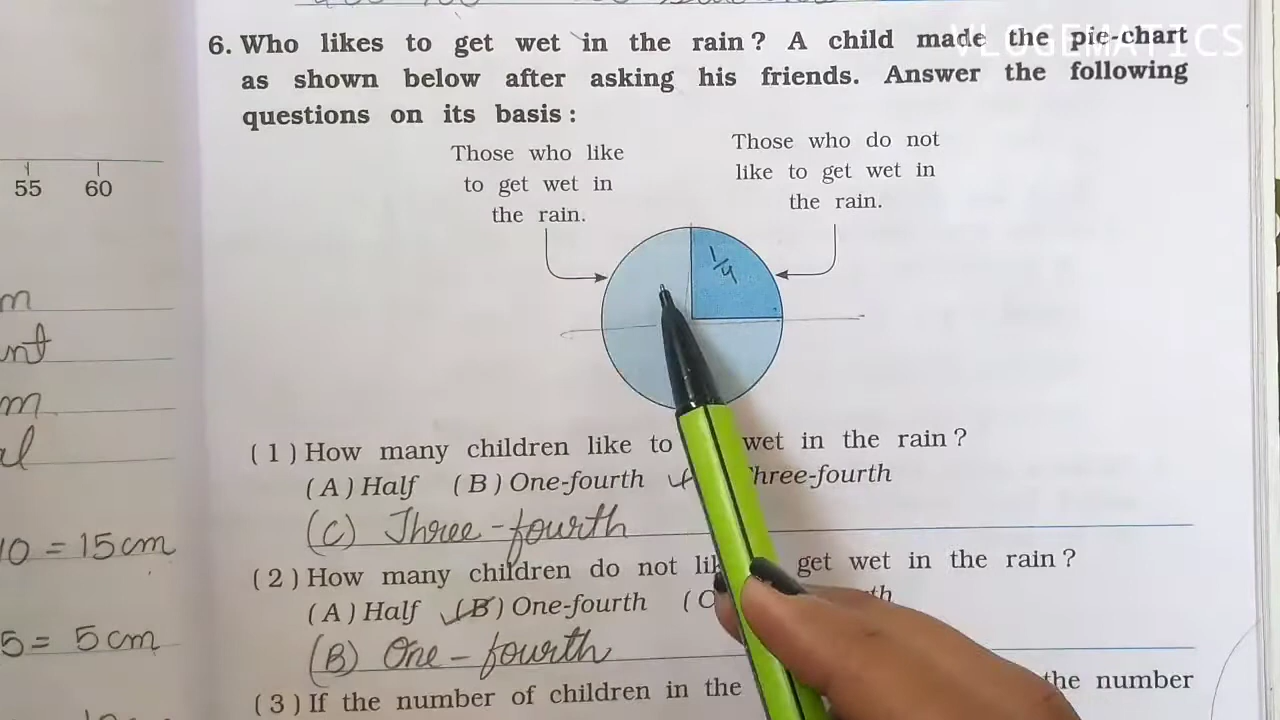 VLOGEMATICS
6. Who likes to get wet in the rain? A child made the pie-chart
as shown below after asking his friends. Answer the following
questions on its basis :
Those who like
to get wet in
the rain.
Those who do not
like to get wet in
the rain.
1/4
55 60
(1) How many children like to wet in the rain?
(A) Half (B) One-fourth Three-fourth
(C) Three-fourth
10 = 15cm
(2) How many children do not get wet in the rain?
(A) Half (B) One-fourth (C
(B) One-fourth
5 = 5cm
(3) If the number of children in the the number